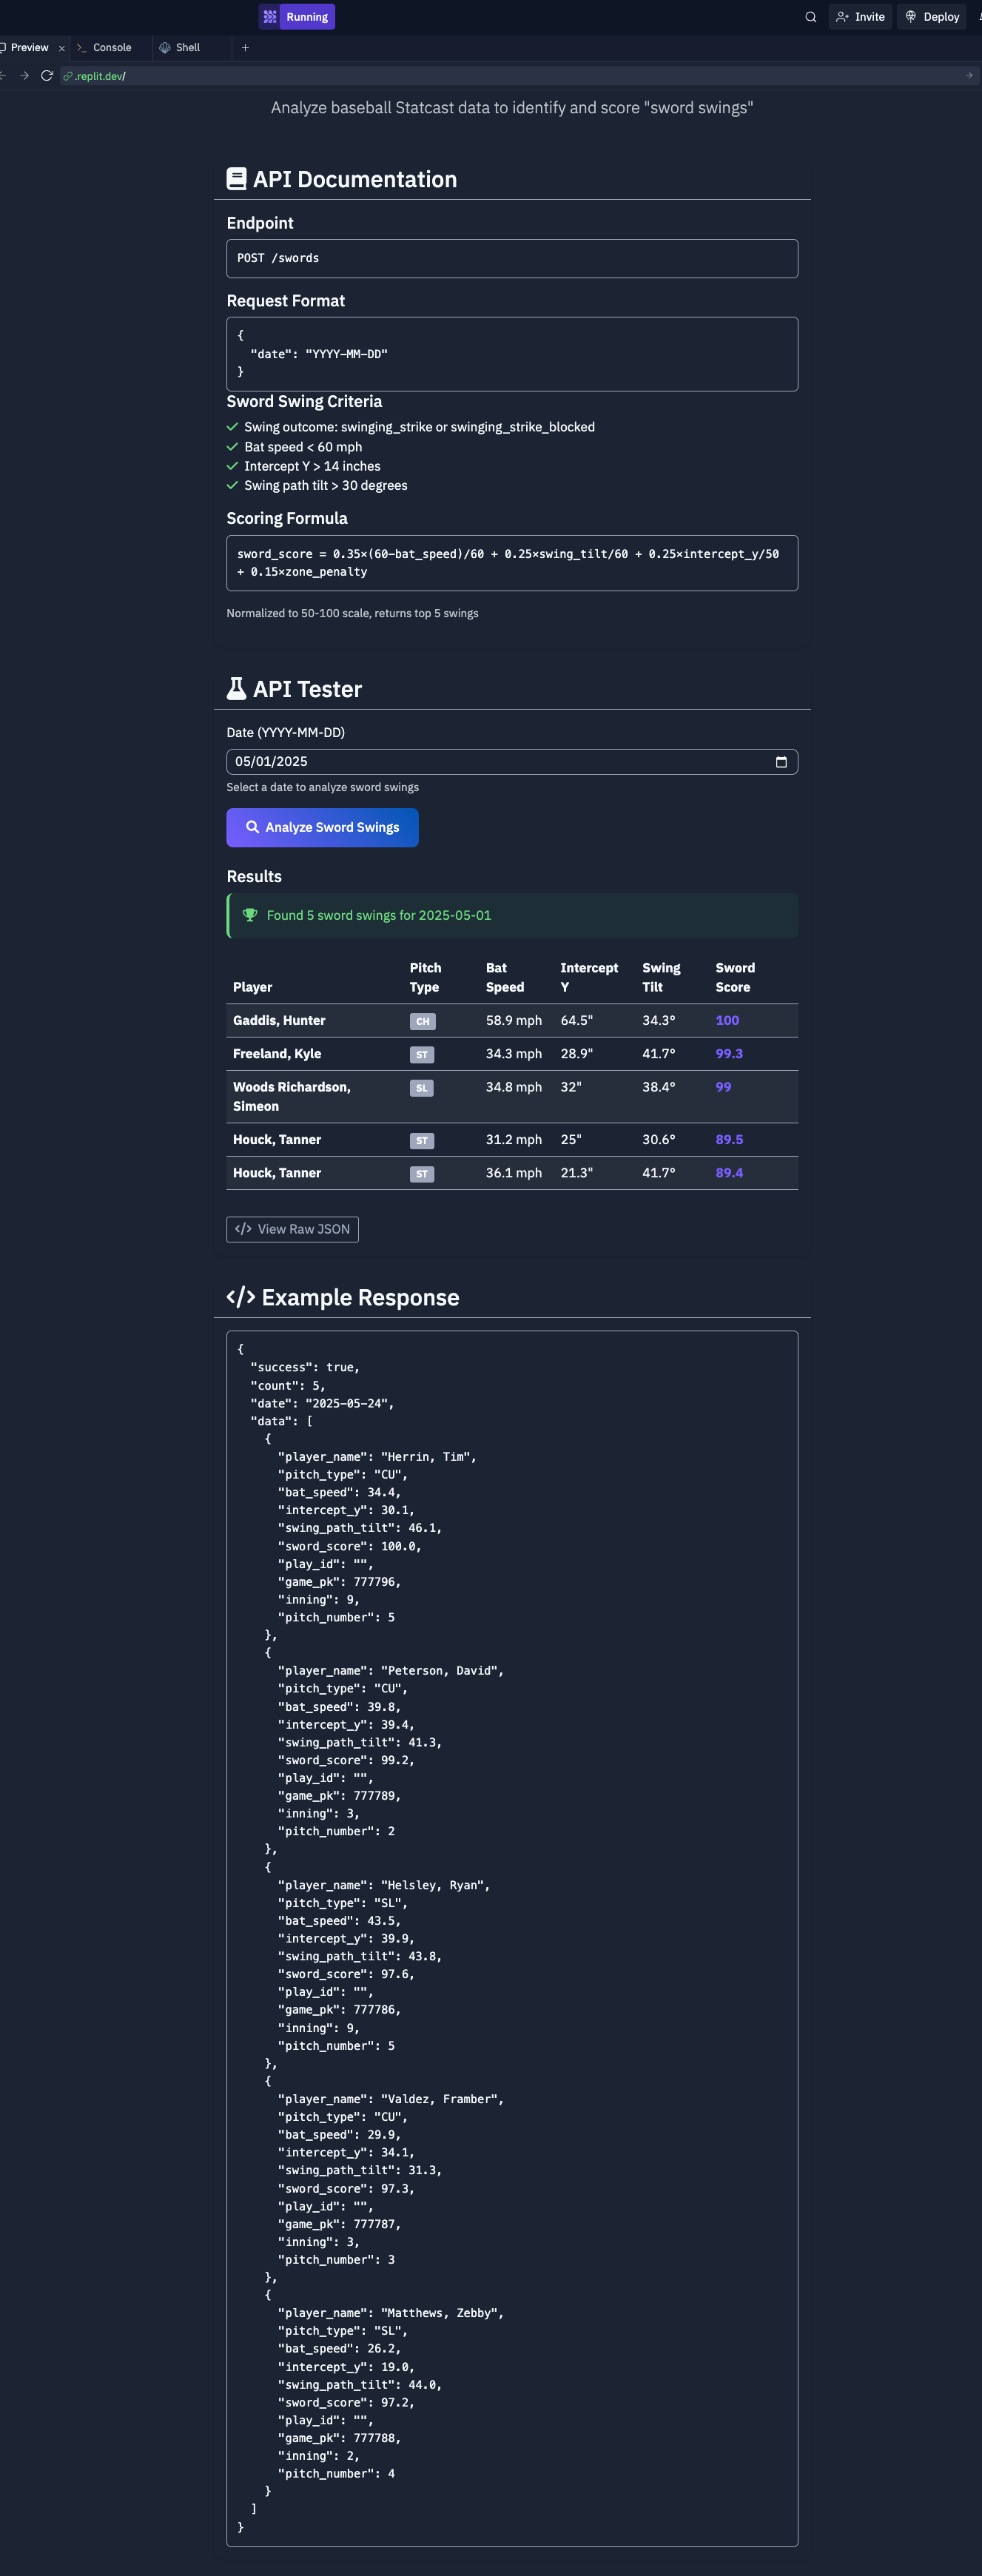 Running
Invite
Deploy
Preview ×
Console
Shell
+
.replit.dev/
Analyze baseball Statcast data to identify and score "sword swings"
API Documentation
Endpoint
POST /swords
Request Format
{
"date": "YYYY-MM-DD"
}
Sword Swing Criteria
Swing outcome: swinging_strike or swinging_strike_blocked
Bat speed < 60 mph
Intercept Y > 14 inches
Swing path tilt > 30 degrees
Scoring Formula
sword_score = 0.35×(60-bat_speed)/60 + 0.25×swing_tilt/60 + 0.25×intercept_y/50
+ 0.15×zone_penalty
Normalized to 50-100 scale, returns top 5 swings
API Tester
Date (YYYY-MM-DD)
05/01/2025
Select a date to analyze sword swings
Analyze Sword Swings
Results
Found 5 sword swings for 2025-05-01
Player Pitch Type Bat Speed Intercept Y Swing Tilt Sword Score
Gaddis, Hunter CH 58.9 mph 64.5" 34.3° 100
Freeland, Kyle ST 34.3 mph 28.9" 41.7° 99.3
Woods Richardson, Simeon SL 34.8 mph 32" 38.4° 99
Houck, Tanner ST 31.2 mph 25" 30.6° 89.5
Houck, Tanner ST 36.1 mph 21.3" 41.7° 89.4
</> View Raw JSON
</> Example Response
{
"success": true,
"count": 5,
"date": "2025-05-24",
"data": [
{
"player_name": "Herrin, Tim",
"pitch_type": "CU",
"bat_speed": 34.4,
"intercept_y": 30.1,
"swing_path_tilt": 46.1,
"sword_score": 100.0,
"play_id": "",
"game_pk": 777796,
"inning": 9,
"pitch_number": 5
},
{
"player_name": "Peterson, David",
"pitch_type": "CU",
"bat_speed": 39.8,
"intercept_y": 39.4,
"swing_path_tilt": 41.3,
"sword_score": 99.2,
"play_id": "",
"game_pk": 777789,
"inning": 3,
"pitch_number": 2
},
{
"player_name": "Helsley, Ryan",
"pitch_type": "SL",
"bat_speed": 43.5,
"intercept_y": 39.9,
"swing_path_tilt": 43.8,
"sword_score": 97.6,
"play_id": "",
"game_pk": 777786,
"inning": 9,
"pitch_number": 5
},
{
"player_name": "Valdez, Framber",
"pitch_type": "CU",
"bat_speed": 29.9,
"intercept_y": 34.1,
"swing_path_tilt": 31.3,
"sword_score": 97.3,
"play_id": "",
"game_pk": 777787,
"inning": 3,
"pitch_number": 3
},
{
"player_name": "Matthews, Zebby",
"pitch_type": "SL",
"bat_speed": 26.2,
"intercept_y": 19.0,
"swing_path_tilt": 44.0,
"sword_score": 97.2,
"play_id": "",
"game_pk": 777788,
"inning": 2,
"pitch_number": 4
}
]
}